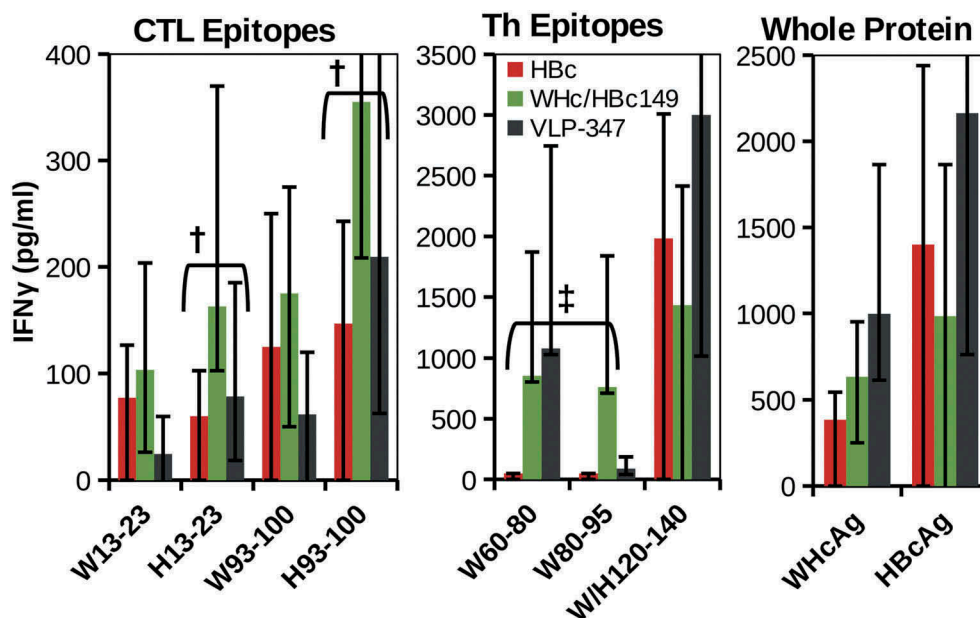 CTL Epitopes
Th Epitopes
Whole Protein
IFNγ (pg/ml)
400
300
200
100
0
†
†
W13-23
H13-23
W93-100
H93-100
3500
3000
2500
2000
1500
1000
500
0
HBc
WHc/HBc149
VLP-347
‡
W60-80
W80-95
W/H120-140
2500
2000
1500
1000
500
0
WHcAg
HBcAg